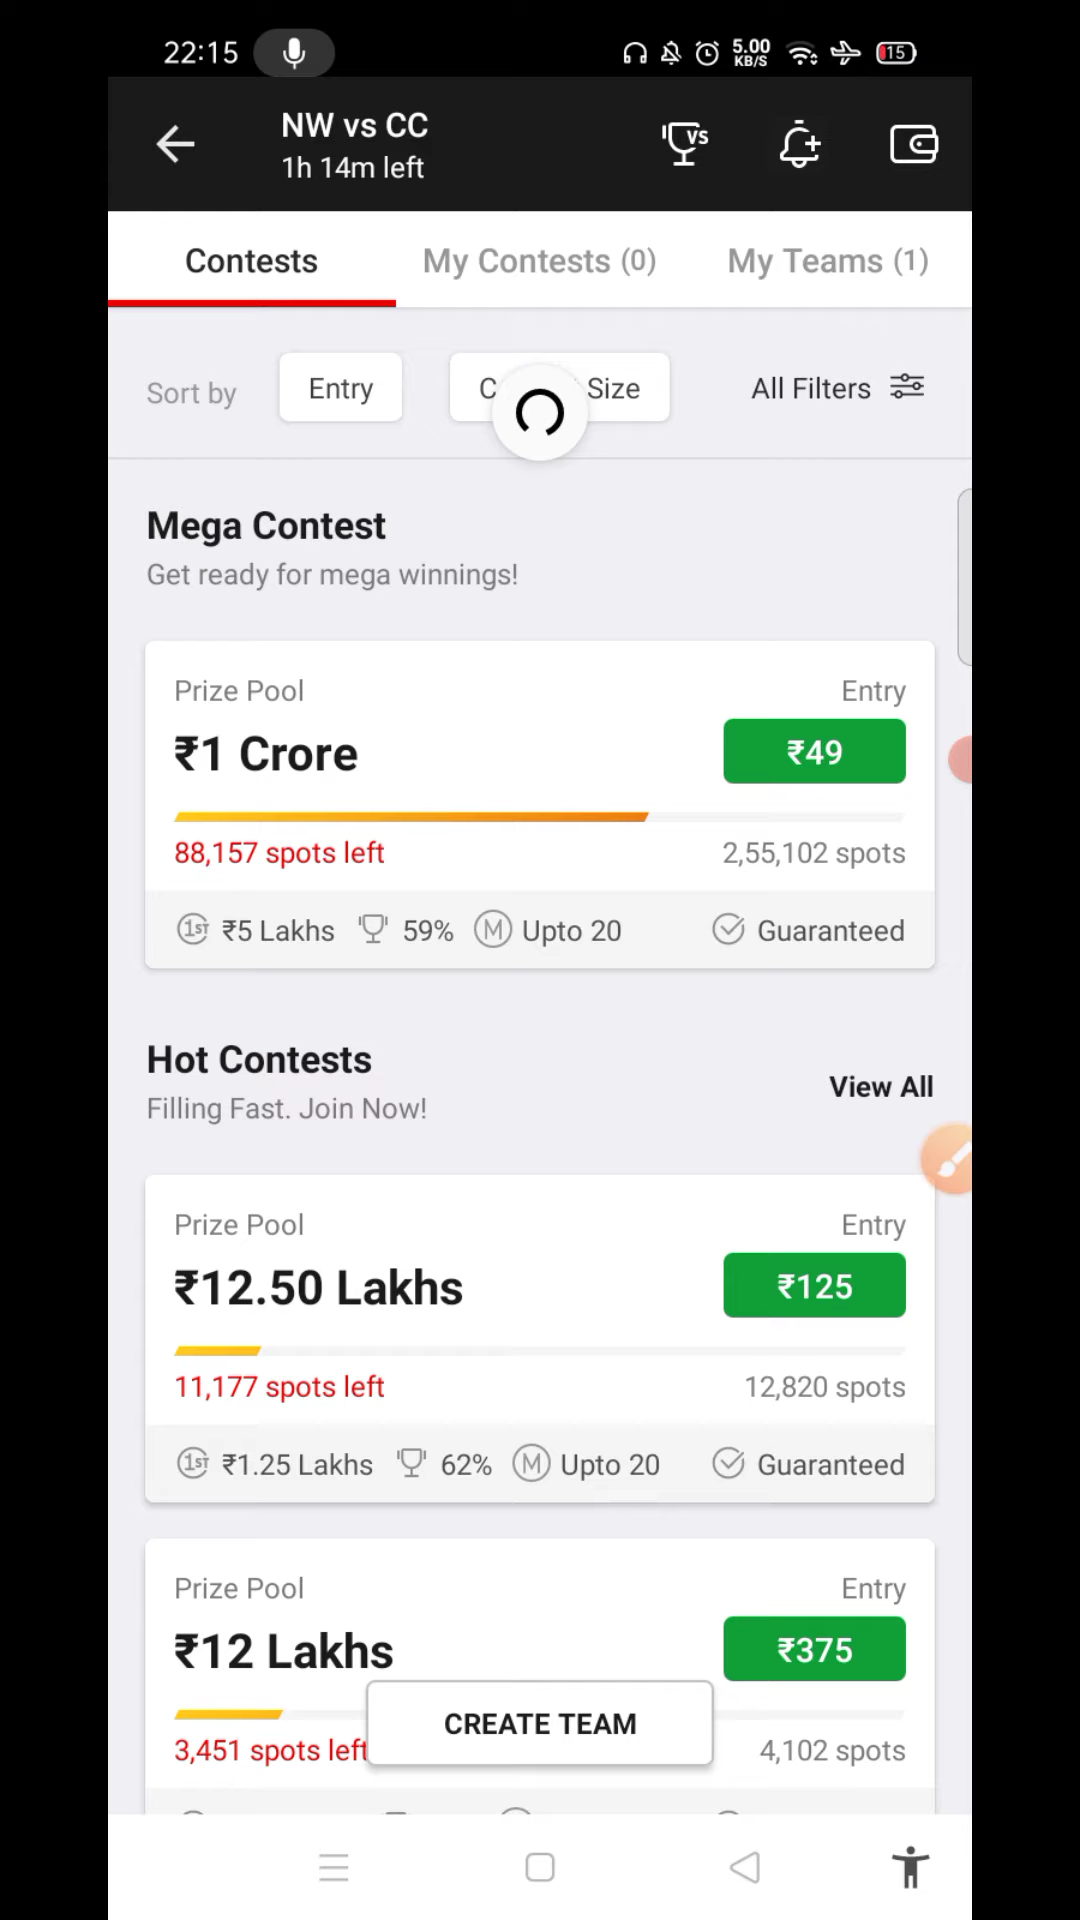 22:15
5.00
KB/S
15
NW vs CC
1h 14m left
VS
Contests
My Contests (0)
My Teams (1)
Sort by
Entry
Size
All Filters
Mega Contest
Get ready for mega winnings!
Prize Pool
Entry
₹1 Crore
₹49
88,157 spots left
2,55,102 spots
1ST ₹5 Lakhs 59% M Upto 20 Guaranteed
Hot Contests
View All
Filling Fast. Join Now!
Prize Pool
Entry
₹12.50 Lakhs
₹125
11,177 spots left
12,820 spots
1ST ₹1.25 Lakhs 62% M Upto 20 Guaranteed
Prize Pool
Entry
₹12 Lakhs
₹375
CREATE TEAM
3,451 spots left
4,102 spots